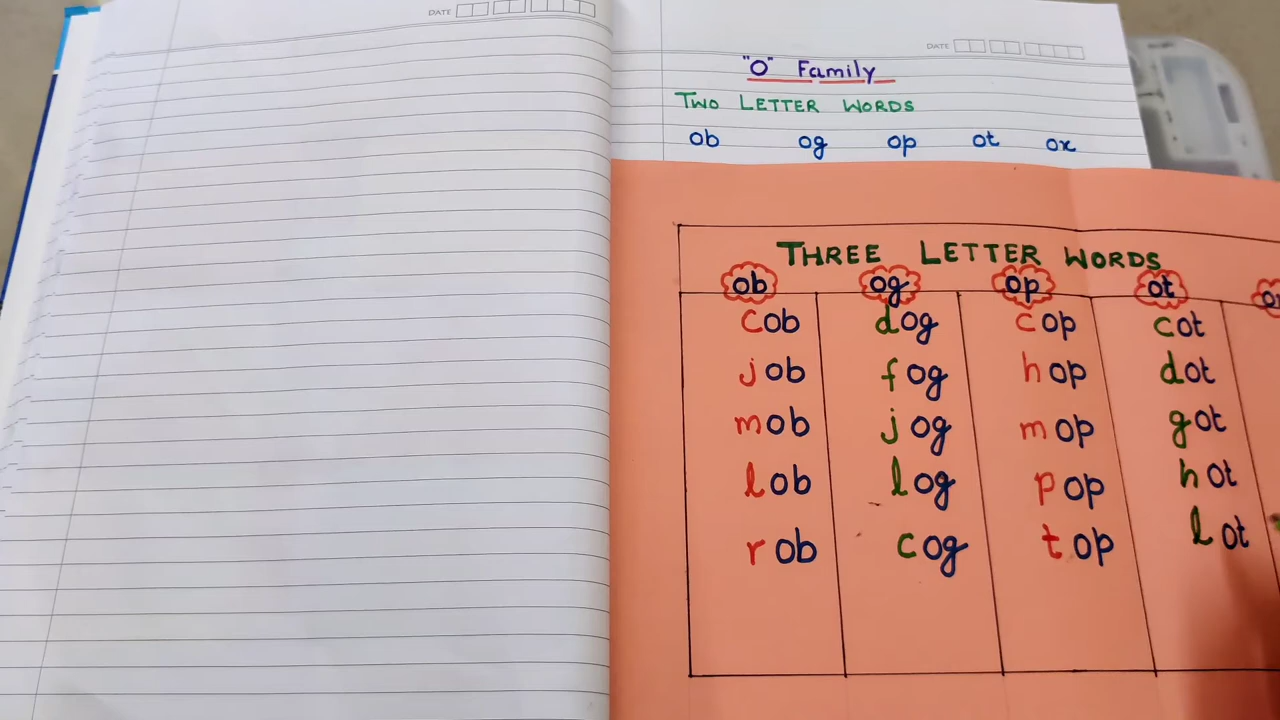 DATE
DATE
"O" Family
TWO LETTER WORDS
ob og op ot ox
THREE LETTER WORDS
ob og op ot
cob dog cop cot
job fog hop dot
mob jog mop got
lob log pop hot
rob cog top lot